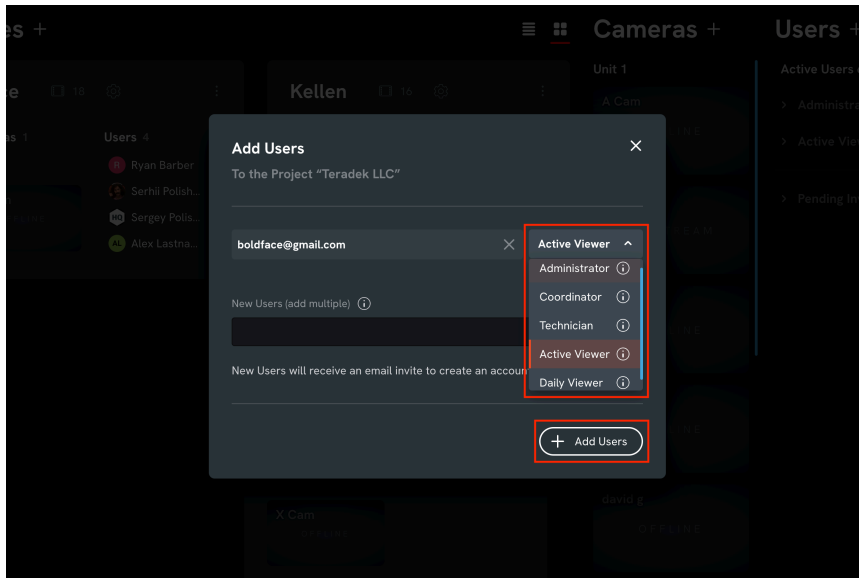 es +
Cameras +
Users +
Unit 1
Active Users
18
Kellen
16
A Cam
Administra
as 1
Users 4
Active Vie
Ryan Barber
Serhii Polish...
Sergey Polis...
Alex Lastna...
Pending In
Add Users
To the Project “Teradek LLC”
boldface@gmail.com
Active Viewer
Administrator
Coordinator
Technician
Active Viewer
Daily Viewer
New Users (add multiple)
New Users will receive an email invite to create an accoun
+ Add Users
X Cam
OFFLINE
david g
OFFLINE